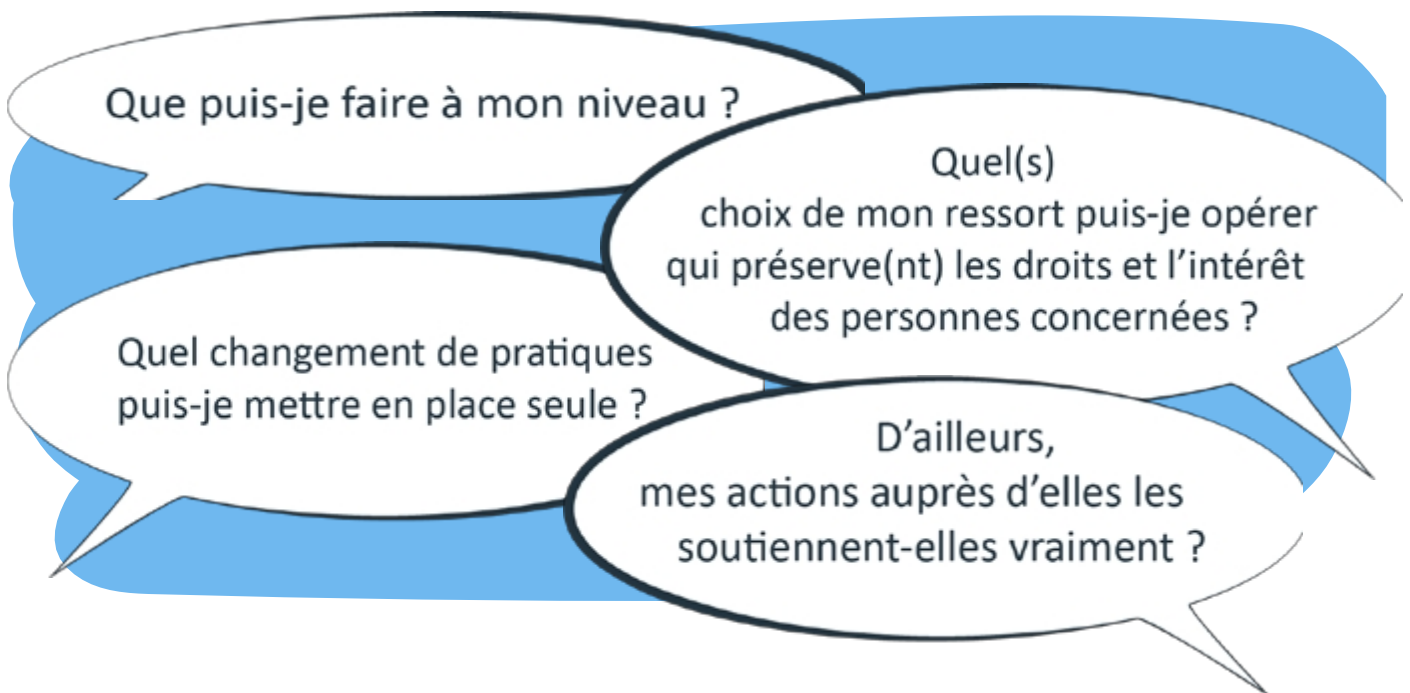 Que puis-je faire à mon niveau ?
Quel(s)
choix de mon ressort puis-je opérer
qui préserve(nt) les droits et l’intérêt
des personnes concernées ?
Quel changement de pratiques
puis-je mettre en place seule ?
D’ailleurs,
mes actions auprès d’elles les
soutiennent-elles vraiment ?